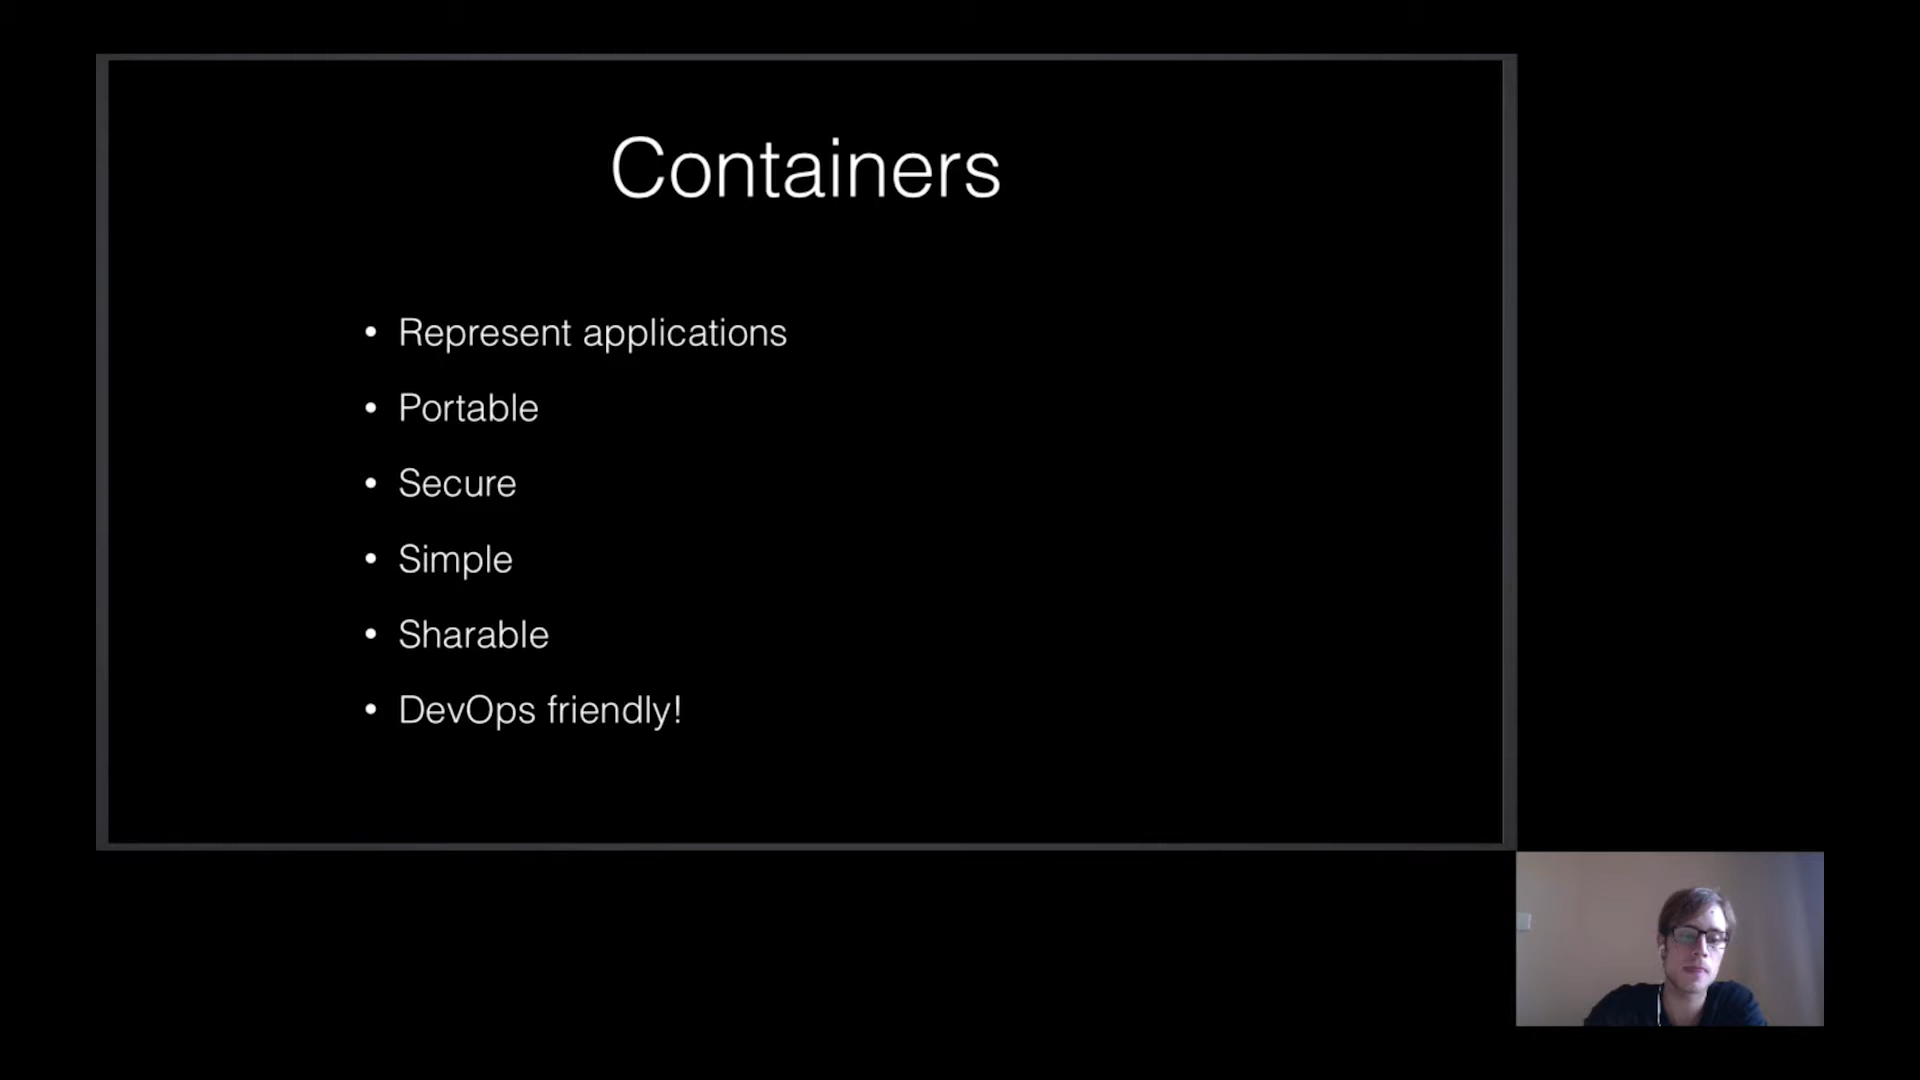 Containers
• Represent applications
• Portable
• Secure
• Simple
• Sharable
• DevOps friendly!